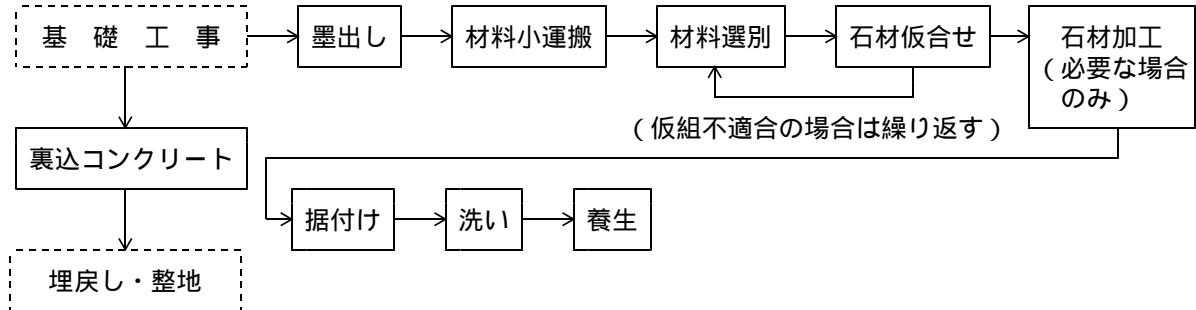 基　礎　工　事
墨出し
材料小運搬
材料選別
石材仮合せ
石材加工
（必要な場合
のみ）
（仮組不適合の場合は繰り返す）
裏込コンクリート
据付け
洗い
養生
埋戻し・整地